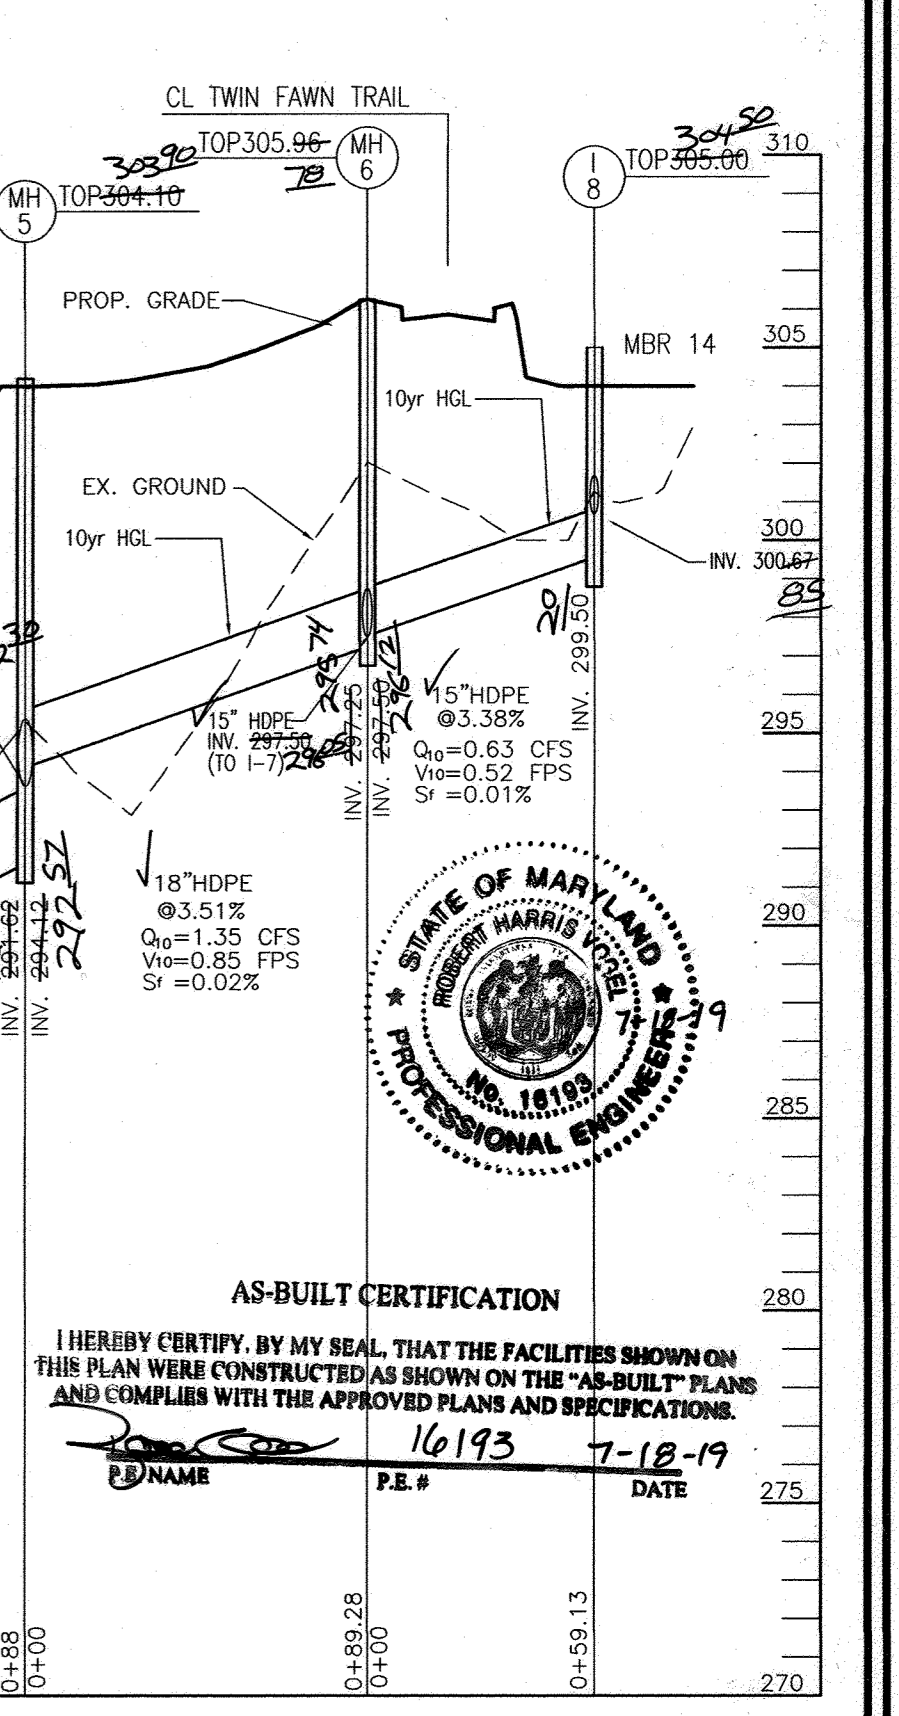 CL TWIN FAWN TRAIL
MH 5
TOP304.10
303 90
TOP305.96
78
MH 6
I 8
TOP305.00
304 50
310
PROP. GRADE
MBR 14
305
10yr HGL
EX. GROUND
10yr HGL
300
INV. 300.67
85
INV. 299.50
20
15" HDPE
INV. 297.50
(TO I-7)
INV. 297.25
INV. 297.50
296 12
15"HDPE
@3.38%
Q10=0.63 CFS
V10=0.52 FPS
Sf =0.01%
295
18"HDPE
@3.51%
Q10=1.35 CFS
V10=0.85 FPS
Sf =0.02%
INV. 291.62
INV. 294.12
292 57
290
STATE OF MARYLAND
ROBERT HARRIS VOGEL
No. 16193
PROFESSIONAL ENGINEER
7-18-19
285
AS-BUILT CERTIFICATION
280
I HEREBY CERTIFY, BY MY SEAL, THAT THE FACILITIES SHOWN ON
THIS PLAN WERE CONSTRUCTED AS SHOWN ON THE "AS-BUILT" PLANS
AND COMPLIES WITH THE APPROVED PLANS AND SPECIFICATIONS.
16193 7-18-19
P.E. NAME P.E. # DATE
275
0+88
0+00
0+89.28
0+00
0+59.13
270